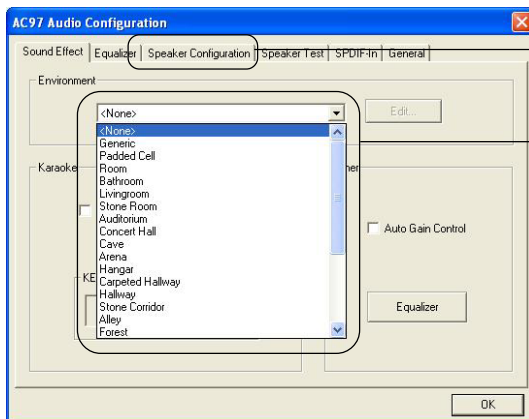 AC97 Audio Configuration
Sound Effect Equalizer Speaker Configuration Speaker Test SPDIF-In General
Environment
<None>
Edit...
<None>
Generic
Padded Cell
Room
Bathroom
Livingroom
Stone Room
Auditorium
Concert Hall
Cave
Arena
Hangar
Carpeted Hallway
Hallway
Stone Corridor
Alley
Forest
Karaoke
KE
Auto Gain Control
Equalizer
OK